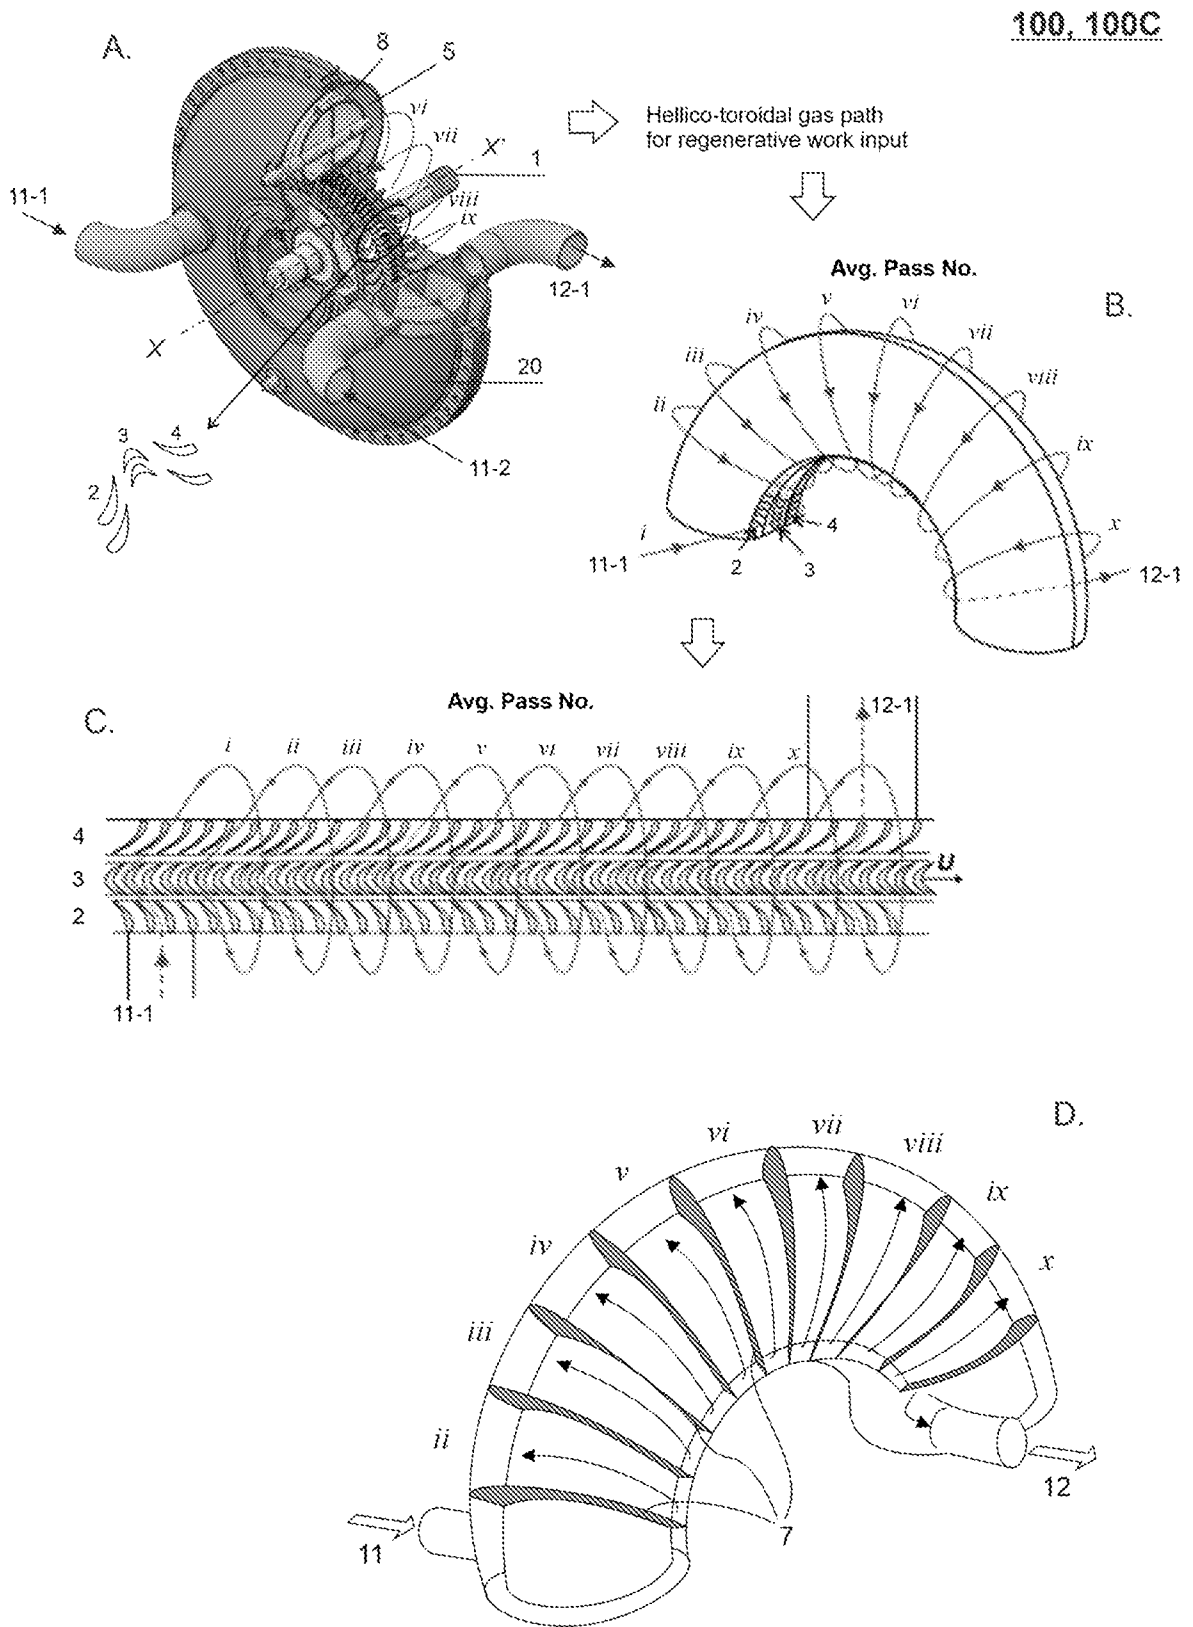 100, 100C
A.
8
5
vi
vii
X'
1
11-1
viii
ix
12-1
X
20
3
4
2
11-2
Hellico-toroidal gas path
for regenerative work input
Avg. Pass No.
B.
v
vi
iv
vii
iii
viii
ii
ix
x
i
4
11-1
2
3
12-1
Avg. Pass No.
C.
12-1
i ii iii iv v vi vii viii ix x
4
3
U
2
11-1
D.
vii
vi
viii
v
ix
iv
x
iii
ii
12
7
11